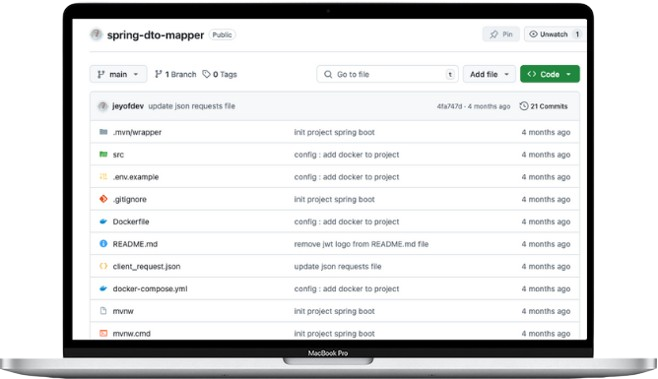 spring-dto-mapper Public Pin Unwatch 1
main 1 Branch 0 Tags Go to file t Add file Code
jeyofdev update json requests file 4fa747d · 4 months ago 21 Commits
.mvn/wrapper init project spring boot 4 months ago
src config : add docker to project 4 months ago
.env.example config : add docker to project 4 months ago
.gitignore init project spring boot 4 months ago
Dockerfile config : add docker to project 4 months ago
README.md remove jwt logo from README.md file 4 months ago
client_request.json update json requests file 4 months ago
docker-compose.yml config : add docker to project 4 months ago
mvnw init project spring boot 4 months ago
mvnw.cmd init project spring boot 4 months ago
MacBook Pro